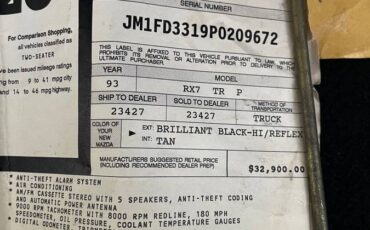 SERIAL NUMBER
For Comparison Shopping,
all vehicles classified as
TWO-SEATER
JM1FD3319P0209672
THIS LABEL IS AFFIXED TO THIS VEHICLE PURSUANT TO LAW, WHICH
PROHIBITS ITS REMOVAL OR ALTERATION PRIOR TO DELIVERY TO THE
ULTIMATE PURCHASER.
have been issued mileage ratings
ranging from 9 to 41 mpg city
and 14 to 46 mpg highway.
YEAR
MODEL
93
RX7 TR P
SHIP TO DEALER
SOLD TO DEALER
METHOD OF
TRANSPORTATION
23427
23427
TRUCK
COLOR OF
YOUR NEW
MAZDA
EXT: BRILLIANT BLACK-HI/REFLEX
INT: TAN
MANUFACTURERS SUGGESTED RETAIL PRICE
(INCLUDING RECOMMENDED DEALER PREP)
$32,900.00
* ANTI-THEFT ALARM SYSTEM
* AIR CONDITIONING
* AM/FM CASSETTE STEREO WITH 5 SPEAKERS, ANTI-THEFT CODING
AND AUTOMATIC POWER ANTENNA
* 9000 RPM TACHOMETER WITH 8000 RPM REDLINE, 180 MPH
SPEEDOMETER, OIL PRESSURE, COOLANT TEMPERATURE GAUGES
* DIGITAL ODOMETER,